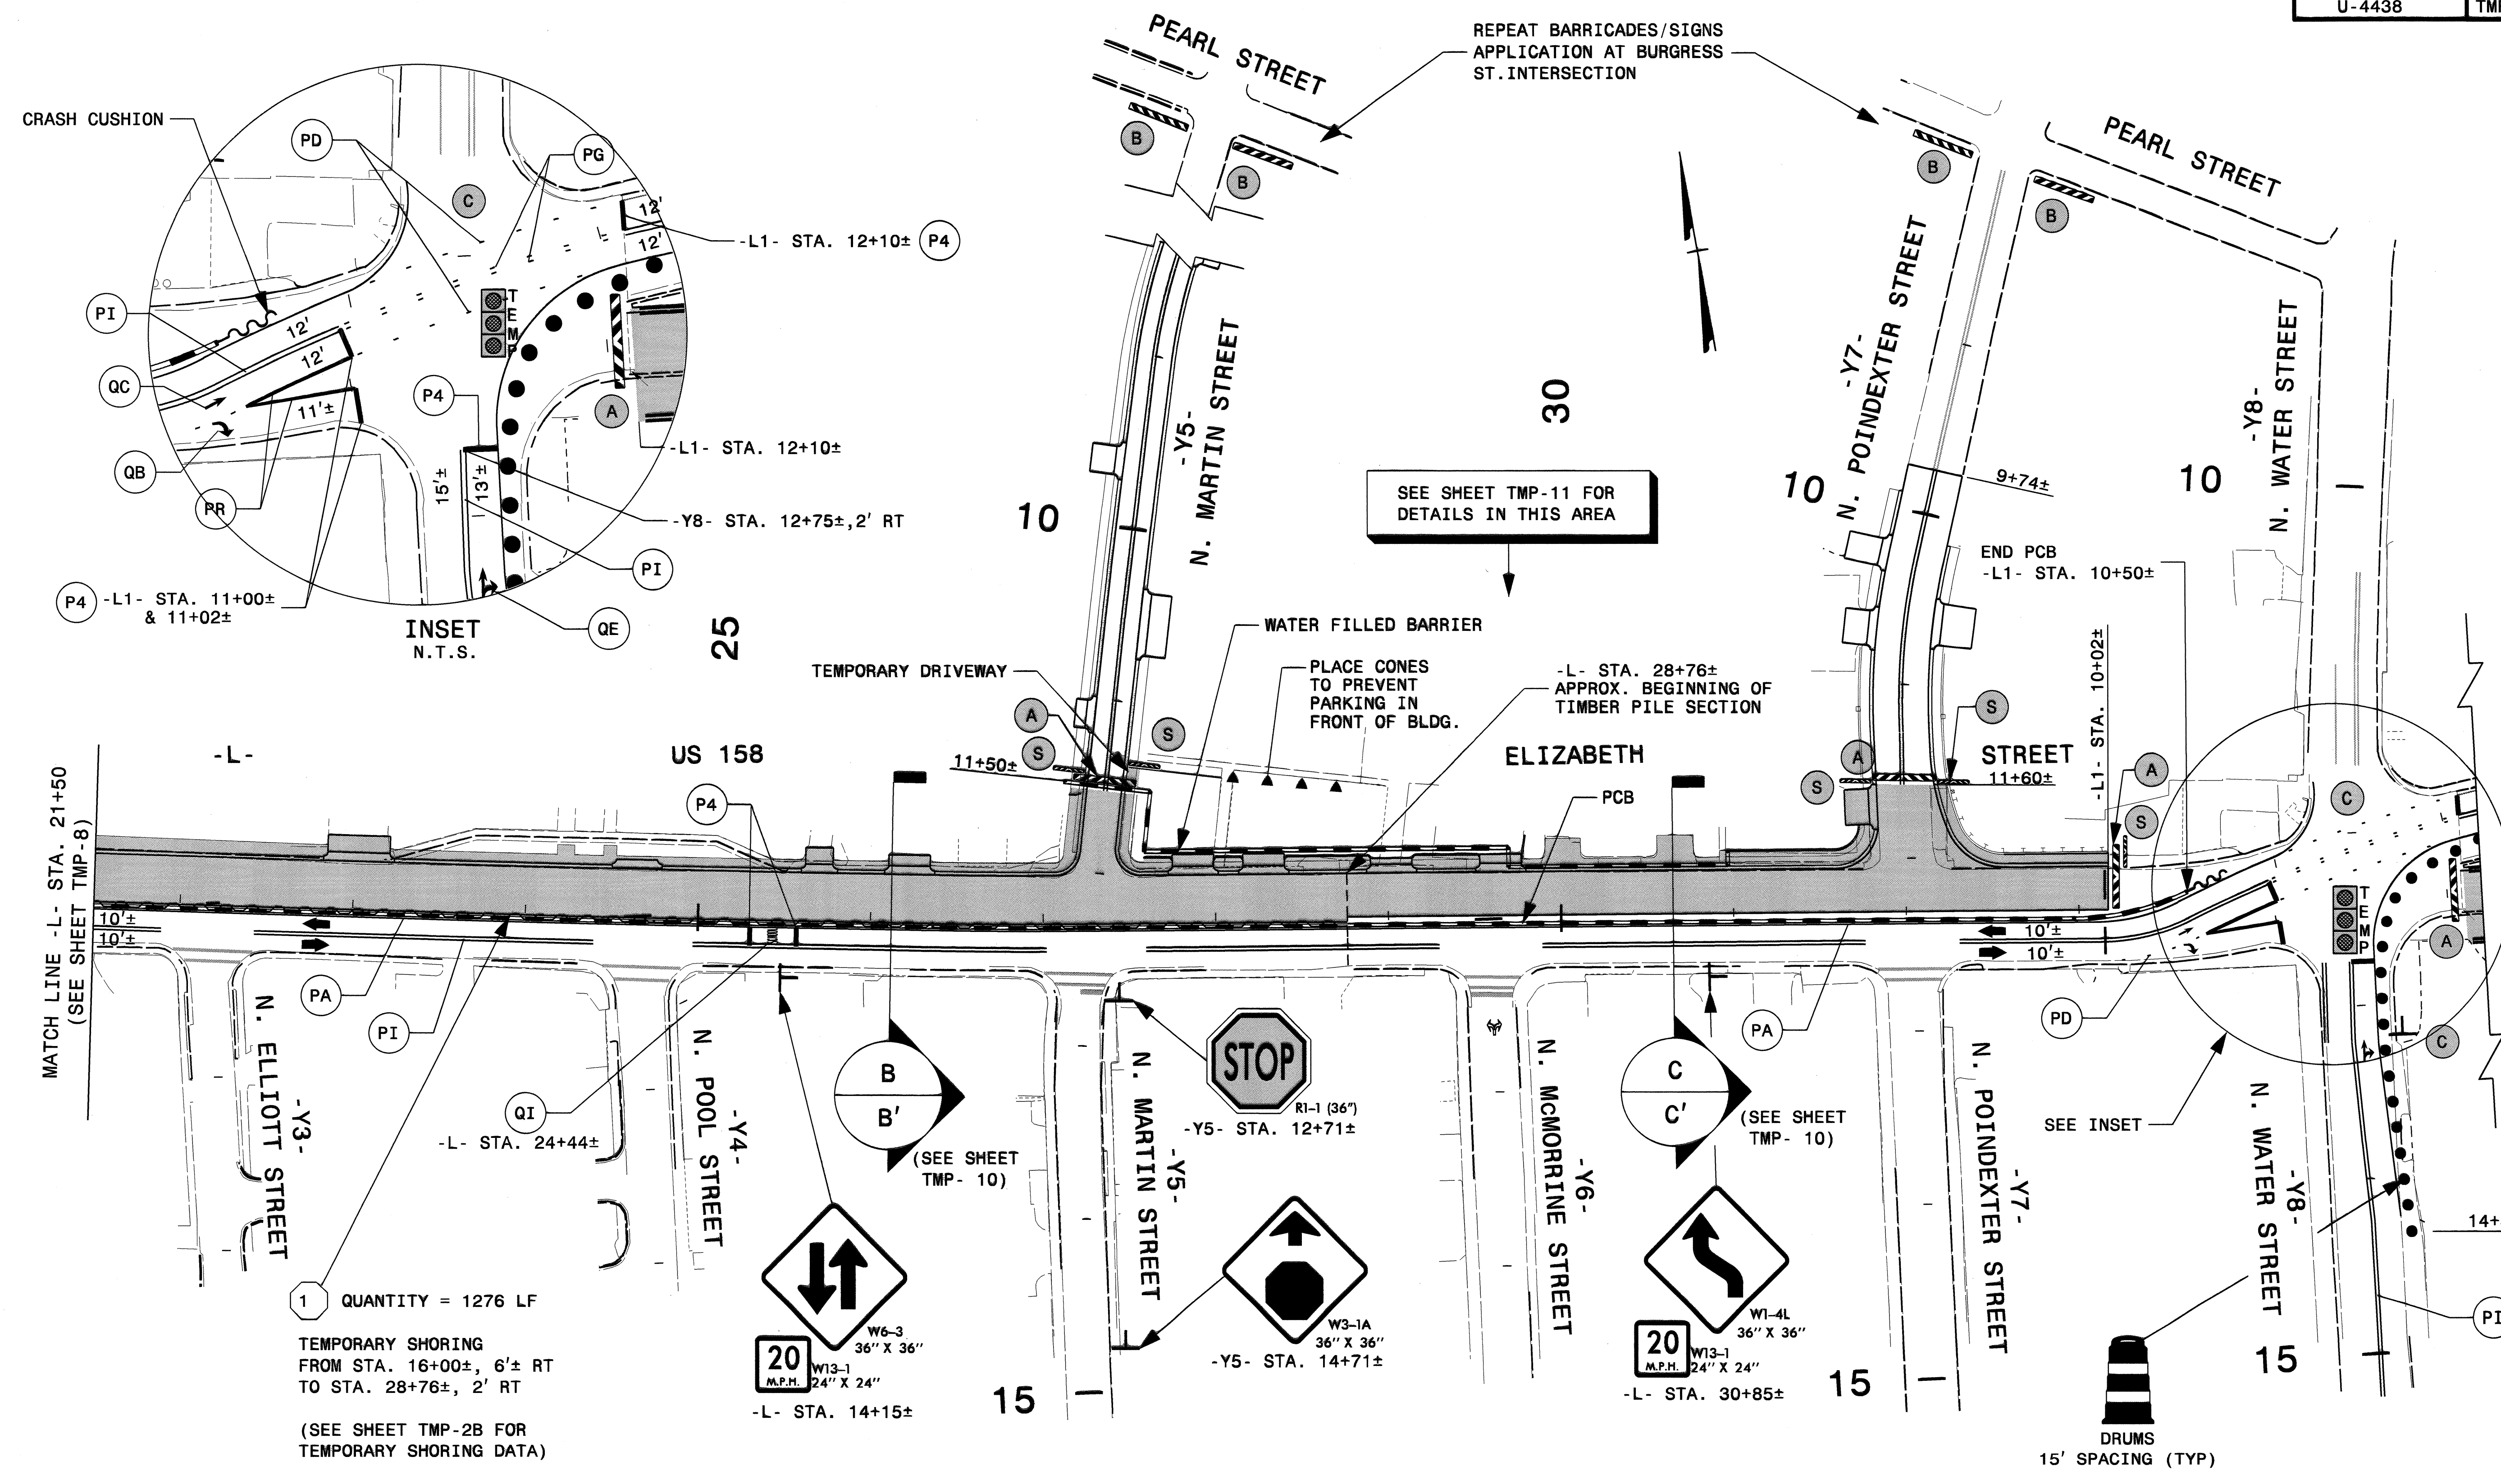 U-4438
TMP
PEARL STREET
REPEAT BARRICADES/SIGNS
APPLICATION AT BURGRESS
ST.INTERSECTION
PEARL STREET
B
B
B
B
CRASH CUSHION
PD
PG
C
12'
12'
-L1- STA. 12+10± P4
PI
12'
12'
TEMP
QC
11'±
P4
A
-L1- STA. 12+10±
QB
PR
15'±
13'±
-Y8- STA. 12+75±,2' RT
PI
P4 -L1- STA. 11+00±
& 11+02±
QE
INSET
N.T.S.
25
10
-Y5-
N. MARTIN STREET
30
SEE SHEET TMP-11 FOR
DETAILS IN THIS AREA
10
-Y7-
N. POINDEXTER STREET
9+74±
10
-Y8-
N. WATER STREET
END PCB
-L1- STA. 10+50±
WATER FILLED BARRIER
TEMPORARY DRIVEWAY
PLACE CONES
TO PREVENT
PARKING IN
FRONT OF BLDG.
-L- STA. 28+76±
APPROX. BEGINNING OF
TIMBER PILE SECTION
-L1- STA. 10+02±
A
S
S
S
A
S
A
S
C
-L-
US 158
11+50±
ELIZABETH
STREET
11+60±
PCB
P4
MATCH LINE -L- STA. 21+50
(SEE SHEET TMP-8)
10'±
10'±
10'±
10'±
TEMP
A
C
PA
PI
PA
PD
QI
-L- STA. 24+44±
-Y3-
N. ELLIOTT STREET
-Y4-
N. POOL STREET
B
B'
(SEE SHEET
TMP- 10)
-Y5-
N. MARTIN STREET
STOP
R1-1 (36")
-Y5- STA. 12+71±
-Y6-
N. McMORRINE STREET
C
C'
(SEE SHEET
TMP- 10)
-Y7-
N. POINDEXTER STREET
SEE INSET
-Y8-
N. WATER STREET
14+
PI
1 QUANTITY = 1276 LF
TEMPORARY SHORING
FROM STA. 16+00±, 6'± RT
TO STA. 28+76±, 2' RT
(SEE SHEET TMP-2B FOR
TEMPORARY SHORING DATA)
W6-3
36" X 36"
20
M.P.H.
W13-1
24" X 24"
-L- STA. 14+15±
15
W3-1A
36" X 36"
-Y5- STA. 14+71±
W1-4L
36" X 36"
20
M.P.H.
W13-1
24" X 24"
-L- STA. 30+85±
15
15
DRUMS
15' SPACING (TYP)